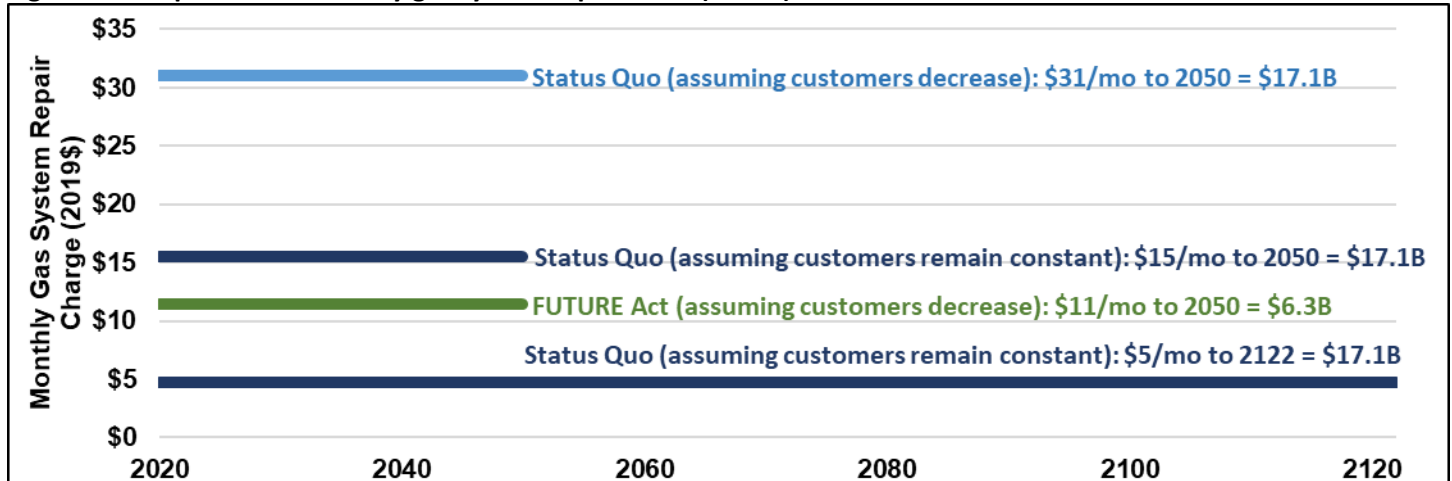 $35
$30
$25
$20
$15
$10
$5
$0
Monthly Gas System Repair
Charge (2019$)
Status Quo (assuming customers decrease): $31/mo to 2050 = $17.1B
Status Quo (assuming customers remain constant): $15/mo to 2050 = $17.1B
FUTURE Act (assuming customers decrease): $11/mo to 2050 = $6.3B
Status Quo (assuming customers remain constant): $5/mo to 2122 = $17.1B
2020 2040 2060 2080 2100 2120